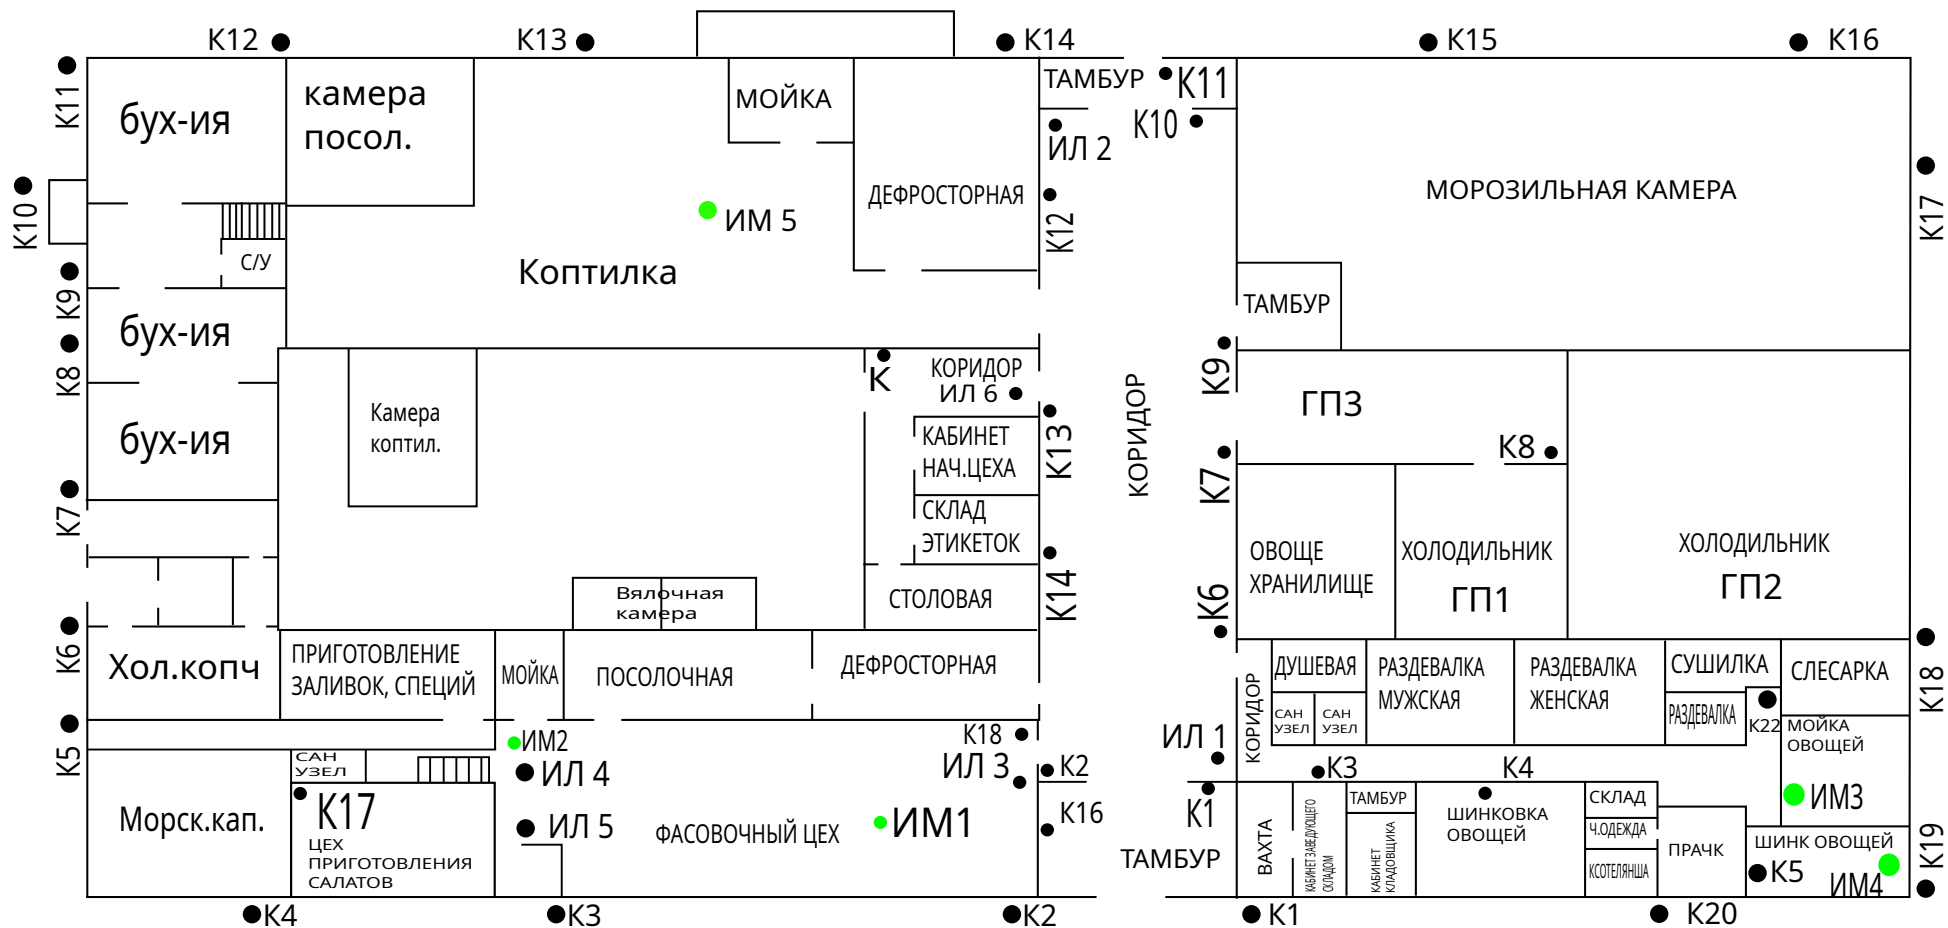 К12
К13
К14
К15
К16
К11
бух-ия
камера
посол.
МОЙКА
ТАМБУР
К11
К10
ИЛ 2
К10
ДЕФРОСТОРНАЯ
МОРОЗИЛЬНАЯ КАМЕРА
К17
ИМ 5
К12
С/У
Коптилка
К9
бух-ия
ТАМБУР
К8
К
КОРИДОР
ИЛ 6
К9
ГП3
КОРИДОР
Камера
коптил.
бух-ия
КАБИНЕТ
НАЧ.ЦЕХА
К13
К8
К7
К7
СКЛАД
ЭТИКЕТОК
ОВОЩЕ
ХРАНИЛИЩЕ
ХОЛОДИЛЬНИК
ГП1
ХОЛОДИЛЬНИК
ГП2
Вялочная
камера
СТОЛОВАЯ
К14
К6
К6
Хол.копч
ПРИГОТОВЛЕНИЕ
ЗАЛИВОК, СПЕЦИЙ
МОЙКА
ПОСОЛОЧНАЯ
ДЕФРОСТОРНАЯ
КОРИДОР
ДУШЕВАЯ
РАЗДЕВАЛКА
МУЖСКАЯ
РАЗДЕВАЛКА
ЖЕНСКАЯ
СУШИЛКА
СЛЕСАРКА
К18
САН
УЗЕЛ
САН
УЗЕЛ
РАЗДЕВАЛКА
К22
МОЙКА
ОВОЩЕЙ
К5
ИМ2
К18
ИЛ 1
САН
УЗЕЛ
ИЛ 4
ИЛ 3
К2
К3
К4
Морск.кап.
К17
ЦЕХ
ПРИГОТОВЛЕНИЯ
САЛАТОВ
ИЛ 5
ФАСОВОЧНЫЙ ЦЕХ
ИМ1
К16
К1
ТАМБУР
ВАХТА
КАБИНЕТ ЗАВЕДУЮЩЕГО
СКЛАДОМ
ТАМБУР
КАБИНЕТ
КЛАДОВЩИКА
ШИНКОВКА
ОВОЩЕЙ
СКЛАД
Ч.ОДЕЖДА
КСОТЕЛЯНША
ПРАЧК
ИМ3
ШИНК ОВОЩЕЙ
К5
ИМ4
К19
К4
К3
К2
К1
К20